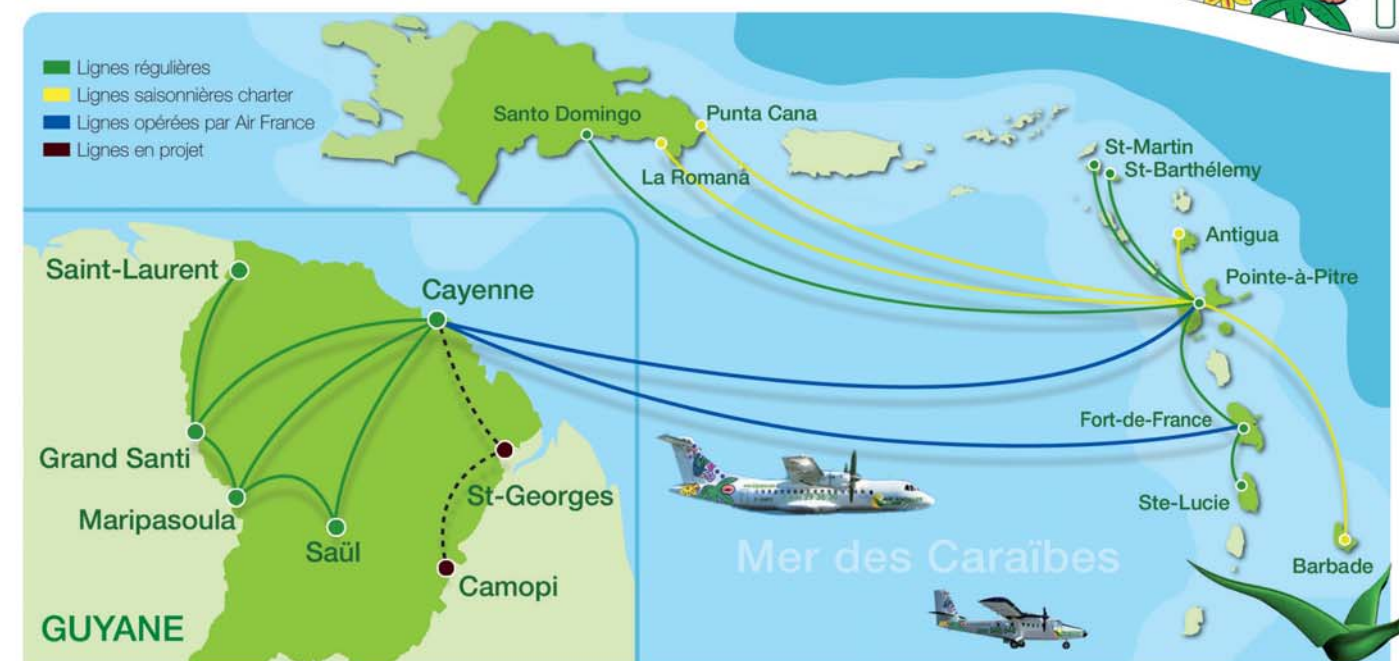 Lignes régulières
Lignes saisonnières charter
Lignes opérées par Air France
Lignes en projet
Santo Domingo
Punta Cana
La Romana
St-Martin
St-Barthélemy
Antigua
Pointe-à-Pitre
Saint-Laurent
Cayenne
Fort-de-France
Grand Santi
St-Georges
Ste-Lucie
Maripasoula
Saül
Mer des Caraïbes
Barbade
Camopi
GUYANE